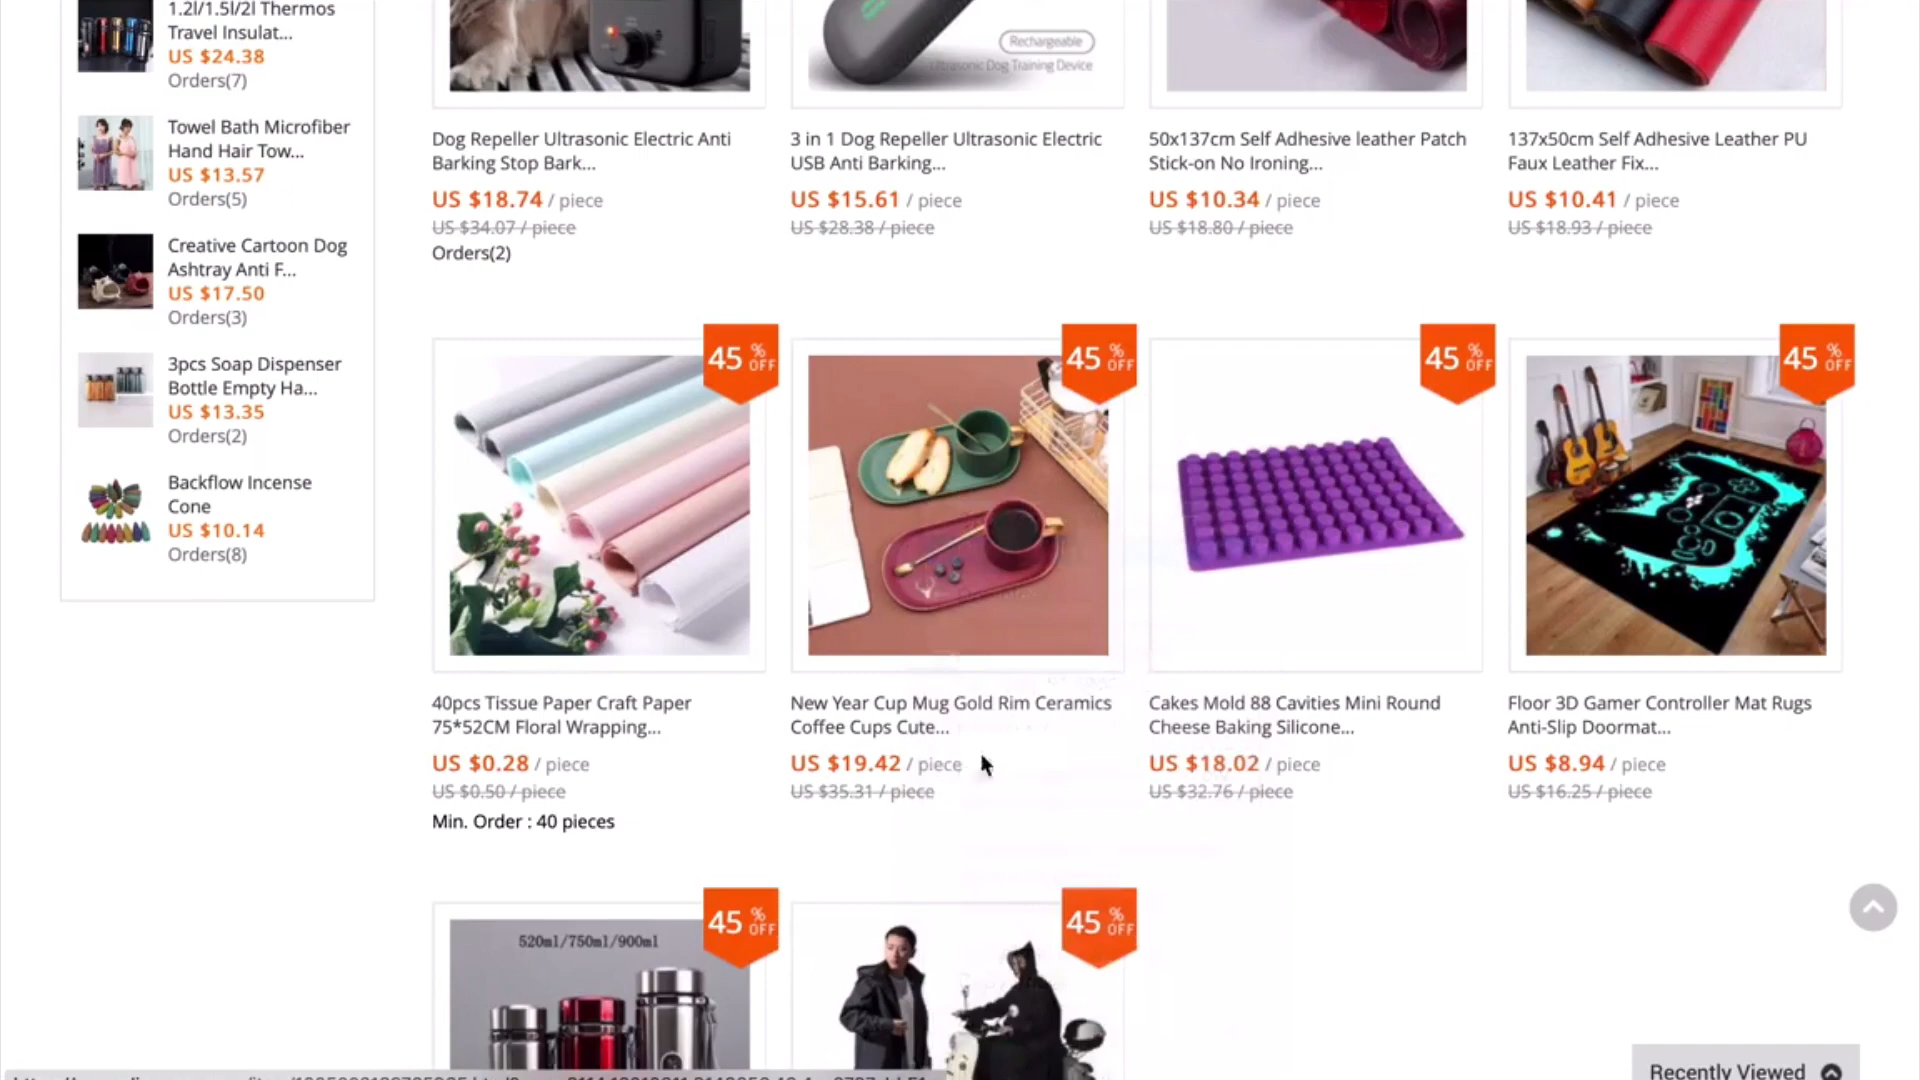 1.2l/1.5l/2l Thermos
Travel Insulat...
US $24.38
Orders(7)
Towel Bath Microfiber
Hand Hair Tow...
US $13.57
Orders(5)
Creative Cartoon Dog
Ashtray Anti F...
US $17.50
Orders(3)
3pcs Soap Dispenser
Bottle Empty Ha...
US $13.35
Orders(2)
Backflow Incense
Cone
US $10.14
Orders(8)
Rechargeable
Ultrasonic Dog Training Device
Dog Repeller Ultrasonic Electric Anti
Barking Stop Bark...
US $18.74 / piece
US $34.07 / piece
Orders(2)
3 in 1 Dog Repeller Ultrasonic Electric
USB Anti Barking...
US $15.61 / piece
US $28.38 / piece
50x137cm Self Adhesive leather Patch
Stick-on No Ironing...
US $10.34 / piece
US $18.80 / piece
137x50cm Self Adhesive Leather PU
Faux Leather Fix...
US $10.41 / piece
US $18.93 / piece
45 % OFF
45 % OFF
45 % OFF
45 % OFF
40pcs Tissue Paper Craft Paper
75*52CM Floral Wrapping...
US $0.28 / piece
US $0.50 / piece
Min. Order : 40 pieces
New Year Cup Mug Gold Rim Ceramics
Coffee Cups Cute...
US $19.42 / piece
US $35.31 / piece
Cakes Mold 88 Cavities Mini Round
Cheese Baking Silicone...
US $18.02 / piece
US $32.76 / piece
Floor 3D Gamer Controller Mat Rugs
Anti-Slip Doormat...
US $8.94 / piece
US $16.25 / piece
45 % OFF
45 % OFF
520ml/750ml/900ml
Recently Viewed